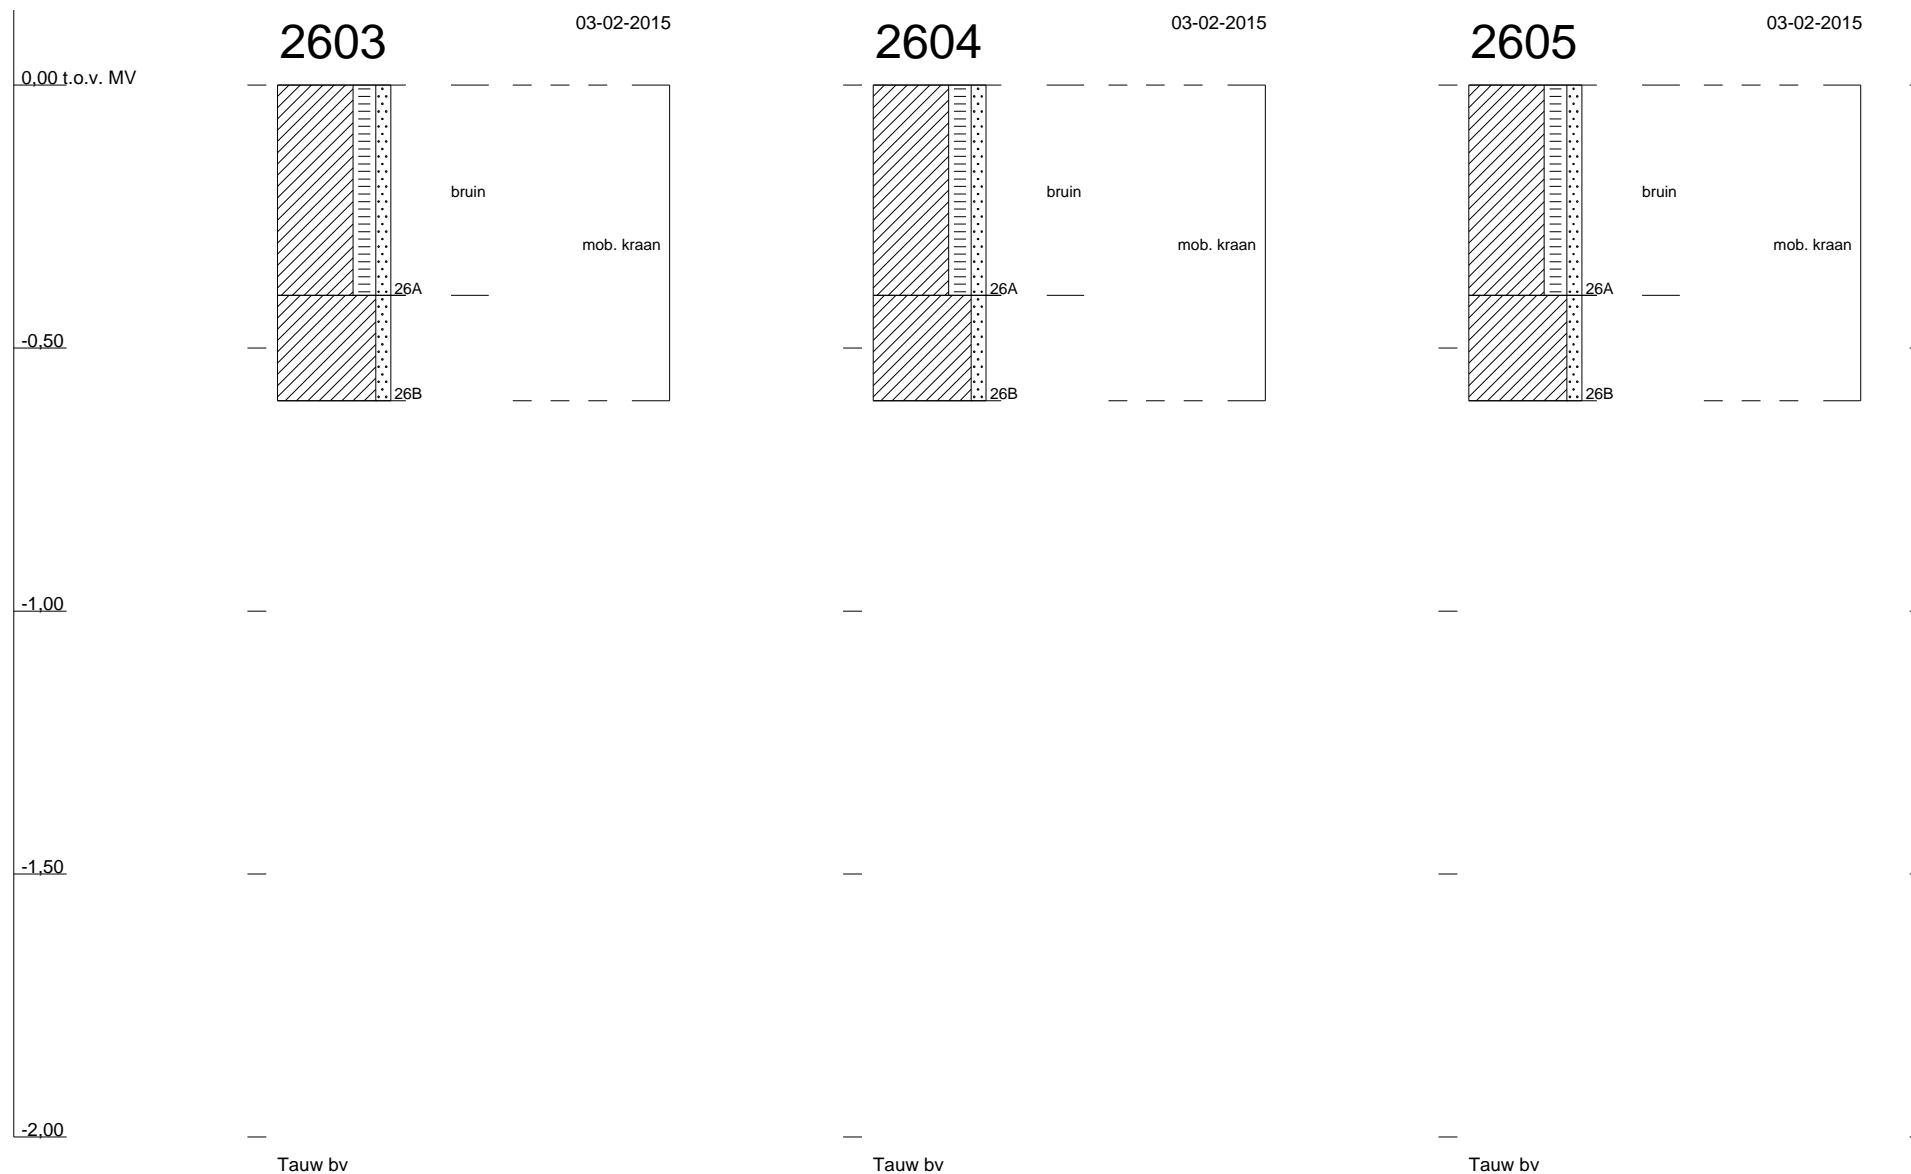 2603
03-02-2015
2604
03-02-2015
2605
03-02-2015
0,00 t.o.v. MV
bruin
mob. kraan
bruin
mob. kraan
bruin
mob. kraan
26A
26A
26A
-0,50
26B
26B
26B
-1,00
-1,50
-2,00
Tauw bv
Tauw bv
Tauw bv